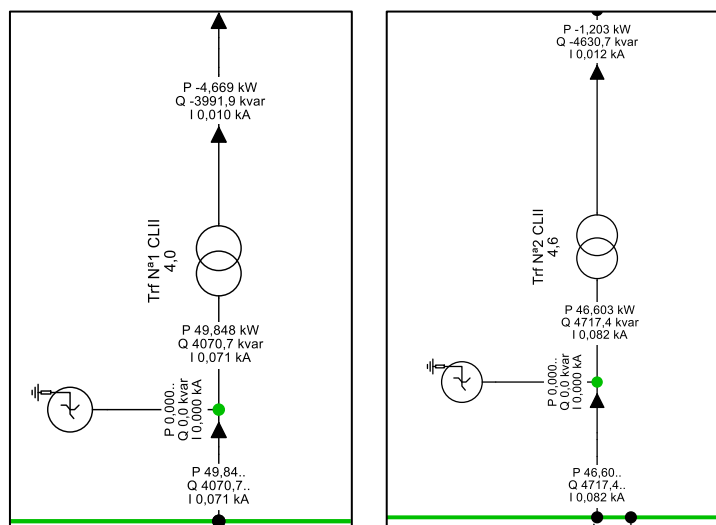 P -4,669 kW
Q -3991,9 kvar
I 0,010 kA
Trf Nª1 CLII
4,0
P 49,848 kW
Q 4070,7 kvar
I 0,071 kA
P 0,000..
Q 0,0 kvar
I 0,000 kA
P 49,84..
Q 4070,7..
I 0,071 kA
P -1,203 kW
Q -4630,7 kvar
I 0,012 kA
Trf Nª2 CLII
4,6
P 46,603 kW
Q 4717,4 kvar
I 0,082 kA
P 0,000..
Q 0,0 kvar
I 0,000 kA
P 46,60..
Q 4717,4..
I 0,082 kA